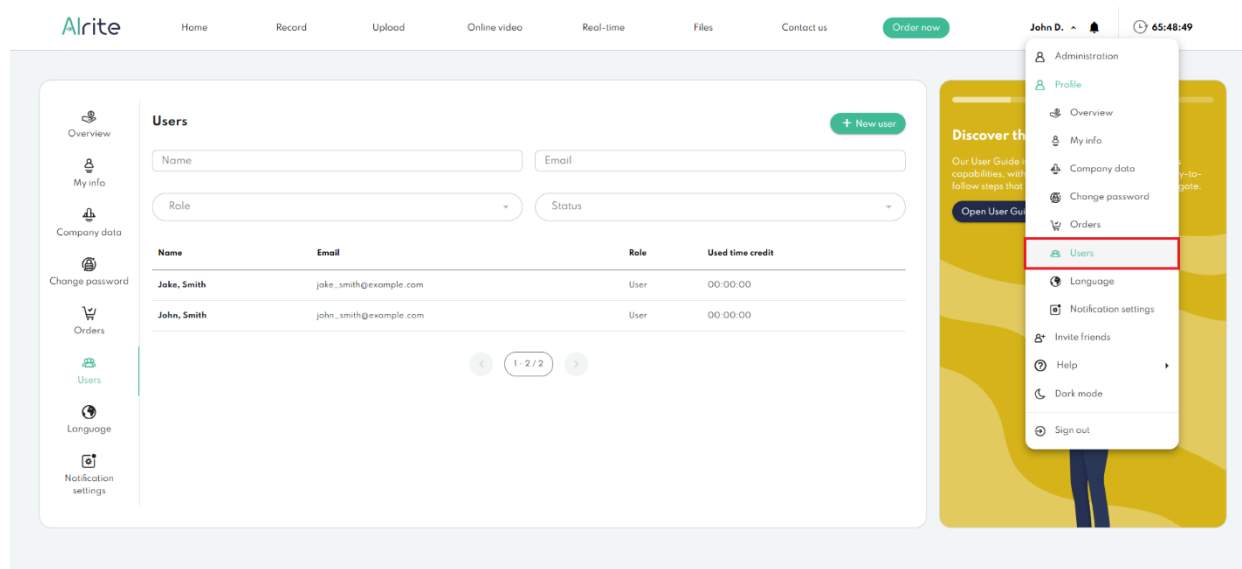 Alrite
Home Record Upload Online video Real-time Files Contact us Order now John D. 65:48:49
Overview
My info
Company data
Change password
Orders
Users
Language
Notification
settings
Users
+ New user
Name Email
Role Status
Name Email Role Used time credit
Jake, Smith jake_smith@example.com User 00:00:00
John, Smith john_smith@example.com User 00:00:00
< 1 - 2 / 2 >
Discover th
Our User Guide i
capabilities, with y-to-
follow steps that gate.
Open User Gui
Administration
Profile
Overview
My info
Company data
Change password
Orders
Users
Language
Notification settings
Invite friends
Help
Dark mode
Sign out